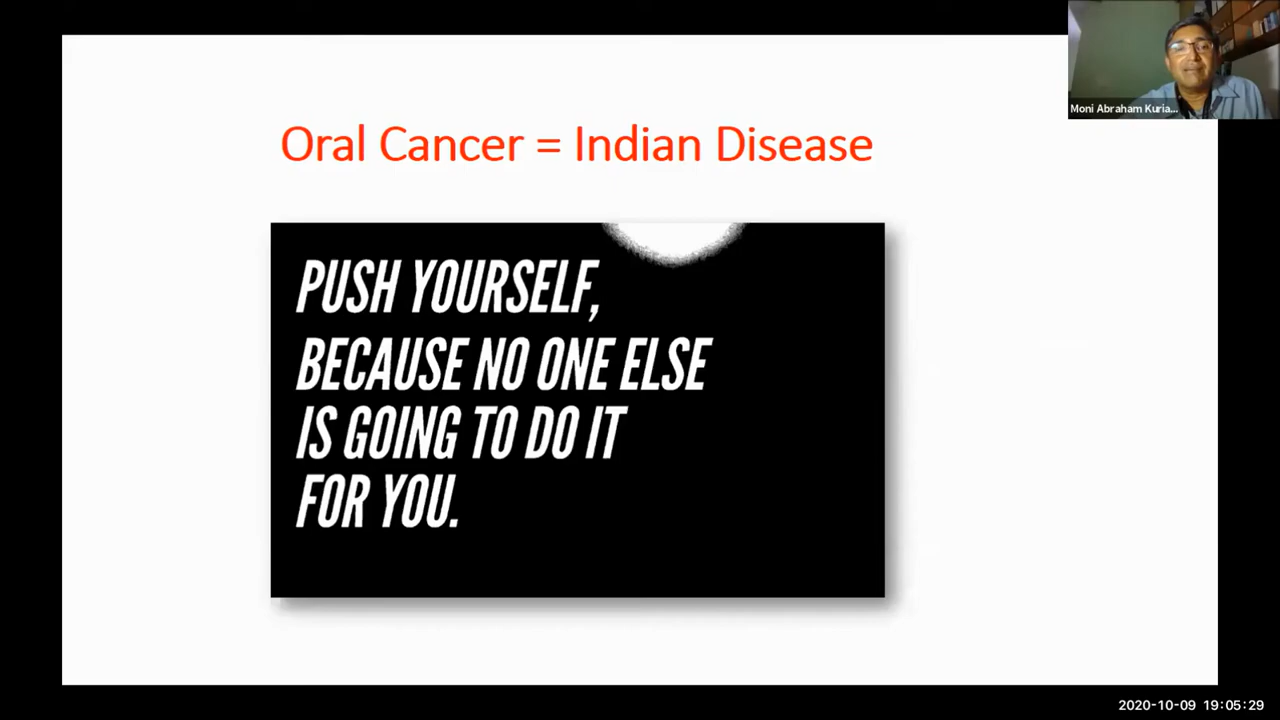 Moni Abraham Kuria...
Oral Cancer = Indian Disease
PUSH YOURSELF,
BECAUSE NO ONE ELSE
IS GOING TO DO IT
FOR YOU.
2020-10-09 19:05:29